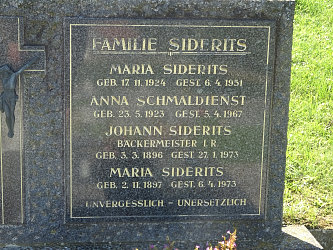 FAMILIE SIDERITS
MARIA SIDERITS
GEB. 17. 11. 1924 GEST. 6. 4. 1951
ANNA SCHMALDIENST
GEB. 23. 5. 1923 GEST. 5. 4. 1967
JOHANN SIDERITS
BÄCKERMEISTER I. R.
GEB. 3. 3. 1896 GEST. 27. 1. 1973
MARIA SIDERITS
GEB. 2. 11. 1897 GEST. 6. 4. 1973
UNVERGESSLICH - UNERSETZLICH